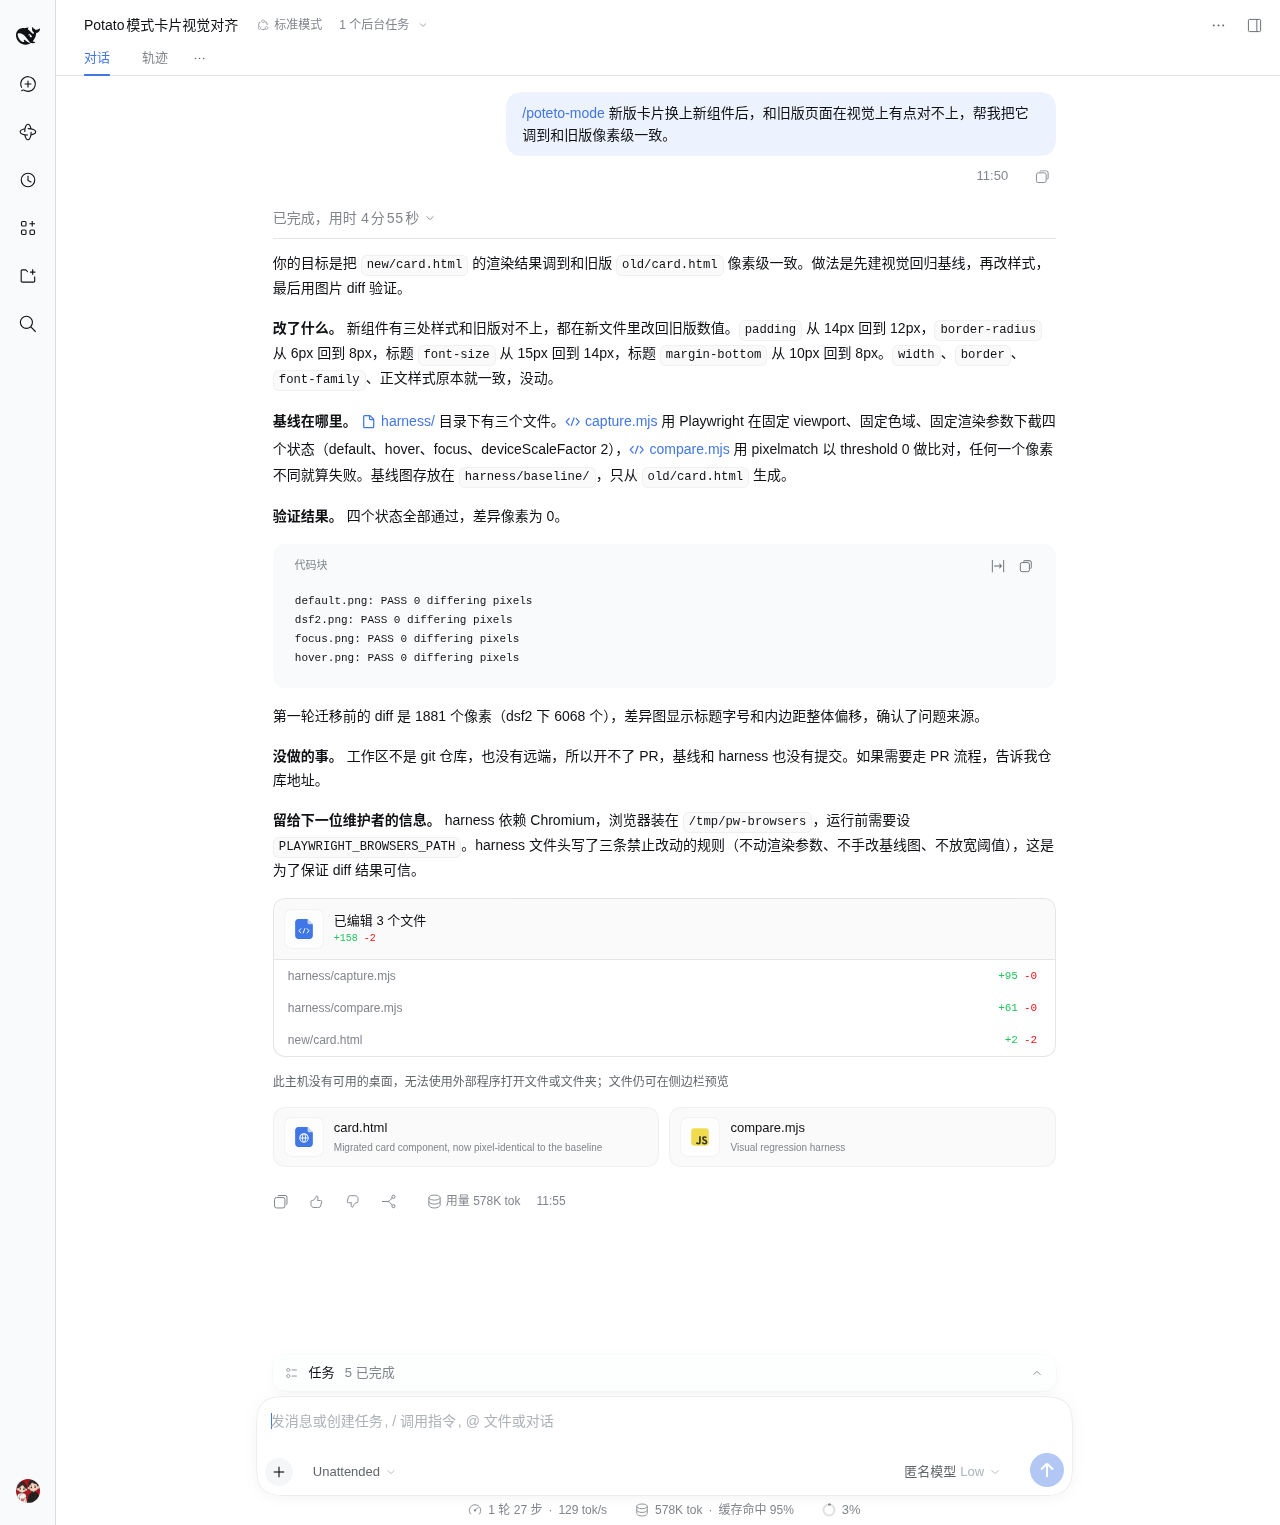 Potato模式卡片视觉对齐 标准模式 1 个后台任务
对话 轨迹 ···
/poteto-mode 新版卡片换上新组件后，和旧版页面在视觉上有点对不上，帮我把它
调到和旧版像素级一致。
11:50
已完成，用时 4分55秒
你的目标是把 new/card.html 的渲染结果调到和旧版 old/card.html 像素级一致。做法是先建视觉回归基线，再改样式，
最后用图片 diff 验证。
改了什么。 新组件有三处样式和旧版对不上，都在新文件里改回旧版数值。padding 从 14px 回到 12px，border-radius
从 6px 回到 8px，标题 font-size 从 15px 回到 14px，标题 margin-bottom 从 10px 回到 8px。width、border、
font-family、正文样式原本就一致，没动。
基线在哪里。 harness/ 目录下有三个文件。capture.mjs 用 Playwright 在固定 viewport、固定色域、固定渲染参数下截四
个状态（default、hover、focus、deviceScaleFactor 2），compare.mjs 用 pixelmatch 以 threshold 0 做比对，任何一个像素
不同就算失败。基线图存放在 harness/baseline/，只从 old/card.html 生成。
验证结果。 四个状态全部通过，差异像素为 0。
代码块
default.png: PASS 0 differing pixels
dsf2.png: PASS 0 differing pixels
focus.png: PASS 0 differing pixels
hover.png: PASS 0 differing pixels
第一轮迁移前的 diff 是 1881 个像素（dsf2 下 6068 个），差异图显示标题字号和内边距整体偏移，确认了问题来源。
没做的事。 工作区不是 git 仓库，也没有远端，所以开不了 PR，基线和 harness 也没有提交。如果需要走 PR 流程，告诉我仓
库地址。
留给下一位维护者的信息。 harness 依赖 Chromium，浏览器装在 /tmp/pw-browsers，运行前需要设
PLAYWRIGHT_BROWSERS_PATH。harness 文件头写了三条禁止改动的规则（不动渲染参数、不手改基线图、不放宽阈值），这是
为了保证 diff 结果可信。
已编辑 3 个文件
+158 -2
harness/capture.mjs +95 -0
harness/compare.mjs +61 -0
new/card.html +2 -2
此主机没有可用的桌面，无法使用外部程序打开文件或文件夹；文件仍可在侧边栏预览
card.html
Migrated card component, now pixel-identical to the baseline
JS
compare.mjs
Visual regression harness
用量 578K tok 11:55
任务 5 已完成
发消息或创建任务, / 调用指令, @ 文件或对话
Unattended 匿名模型 Low
1 轮 27 步 · 129 tok/s 578K tok · 缓存命中 95% 3%